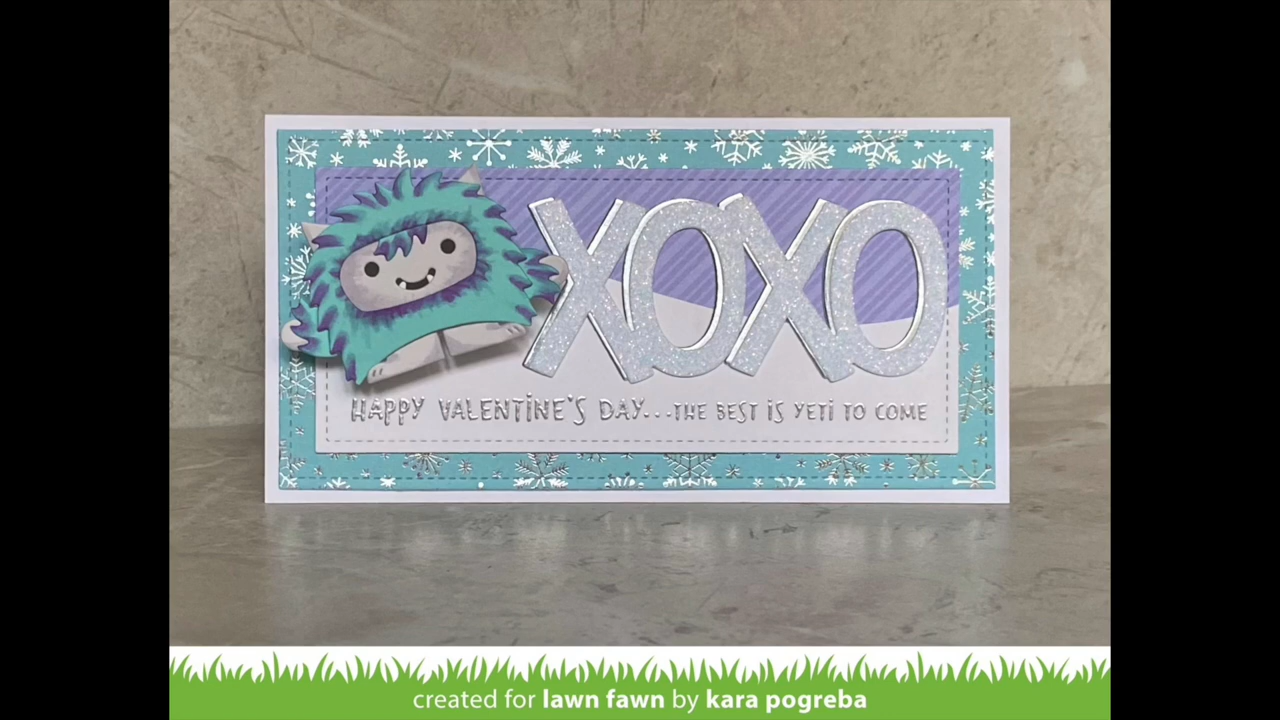 XOXO
HAPPY VALENTINE'S DAY...THE BEST IS YETI TO COME
created for lawn fawn by kara pogreba